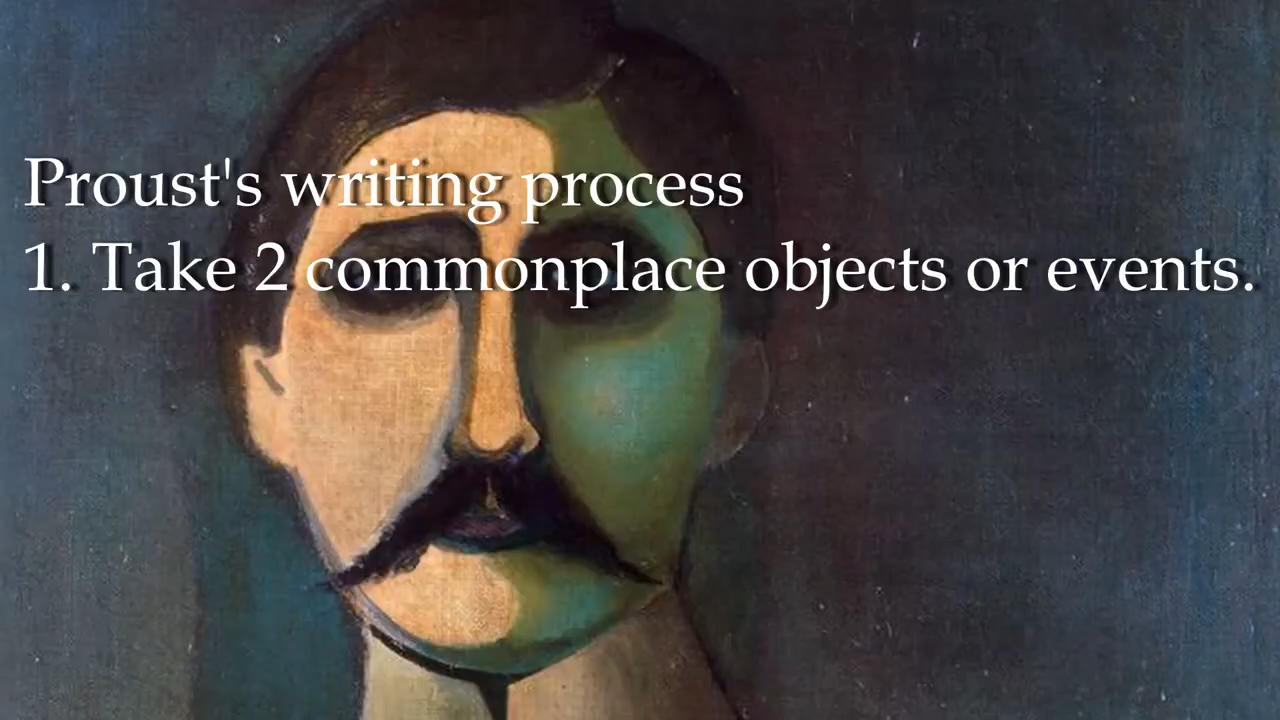 Proust's writing process
1. Take 2 commonplace objects or events.